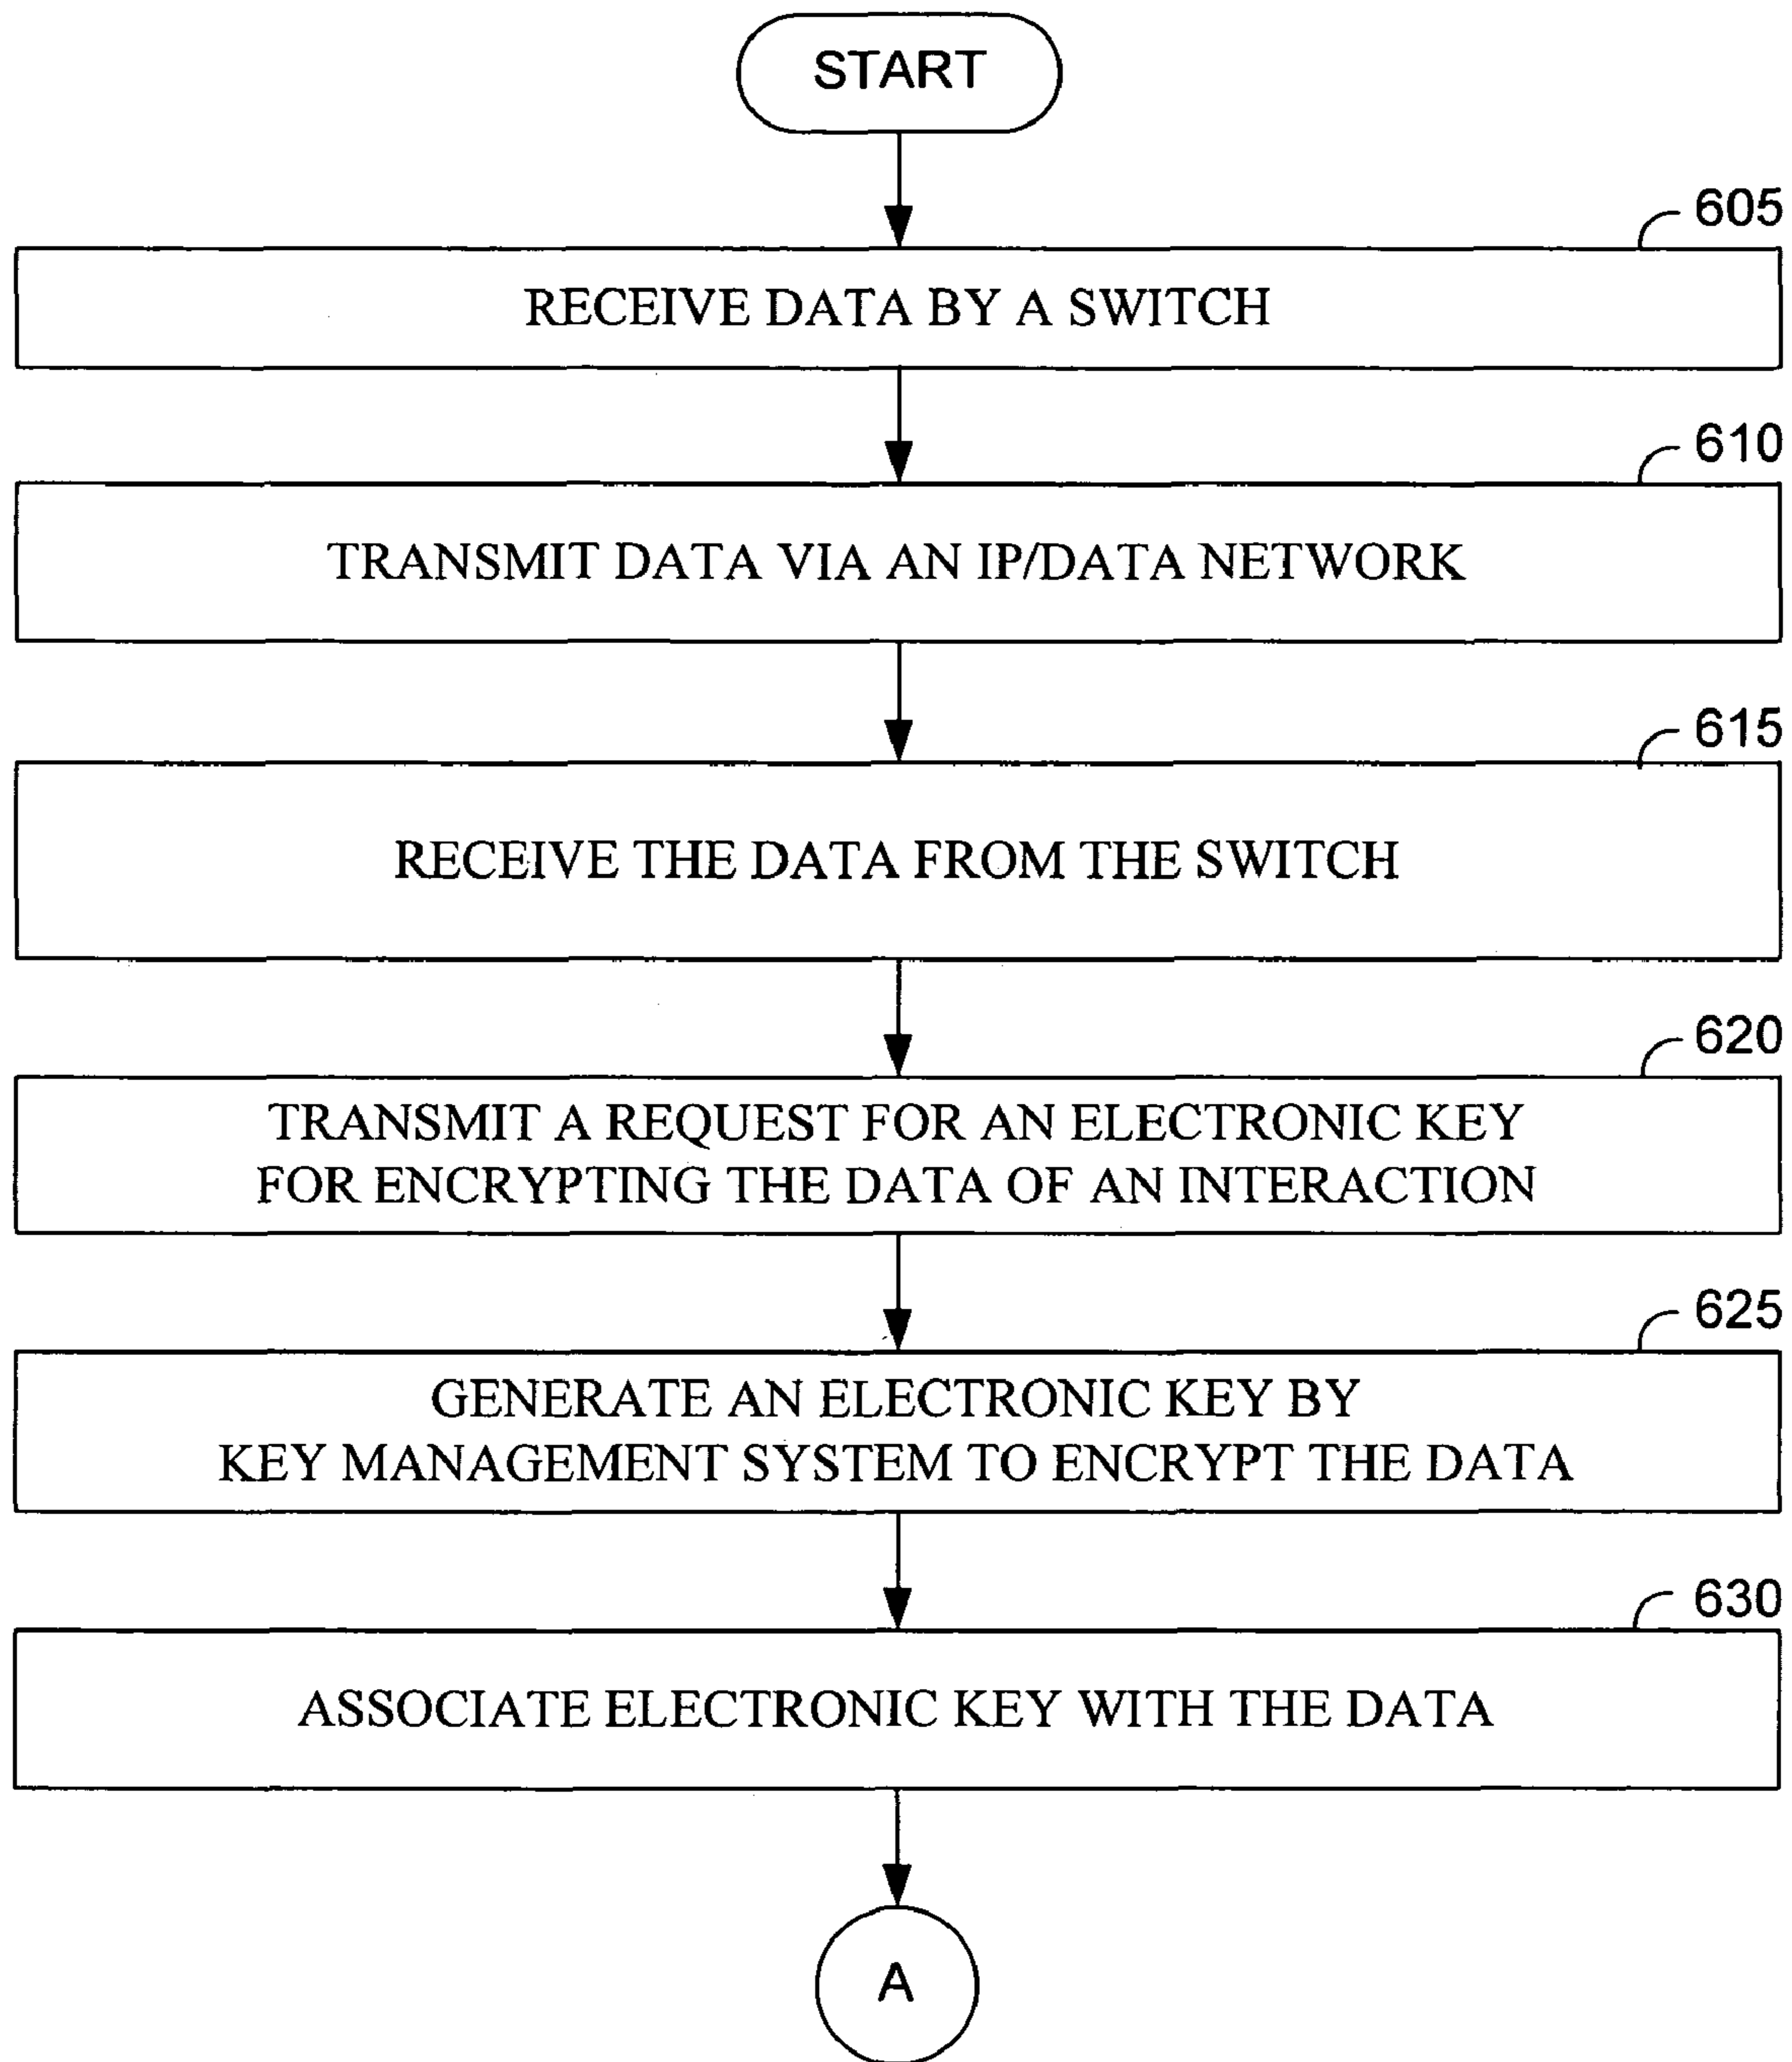 START
605
RECEIVE DATA BY A SWITCH
610
TRANSMIT DATA VIA AN IP/DATA NETWORK
615
RECEIVE THE DATA FROM THE SWITCH
620
TRANSMIT A REQUEST FOR AN ELECTRONIC KEY
FOR ENCRYPTING THE DATA OF AN INTERACTION
625
GENERATE AN ELECTRONIC KEY BY
KEY MANAGEMENT SYSTEM TO ENCRYPT THE DATA
630
ASSOCIATE ELECTRONIC KEY WITH THE DATA
A